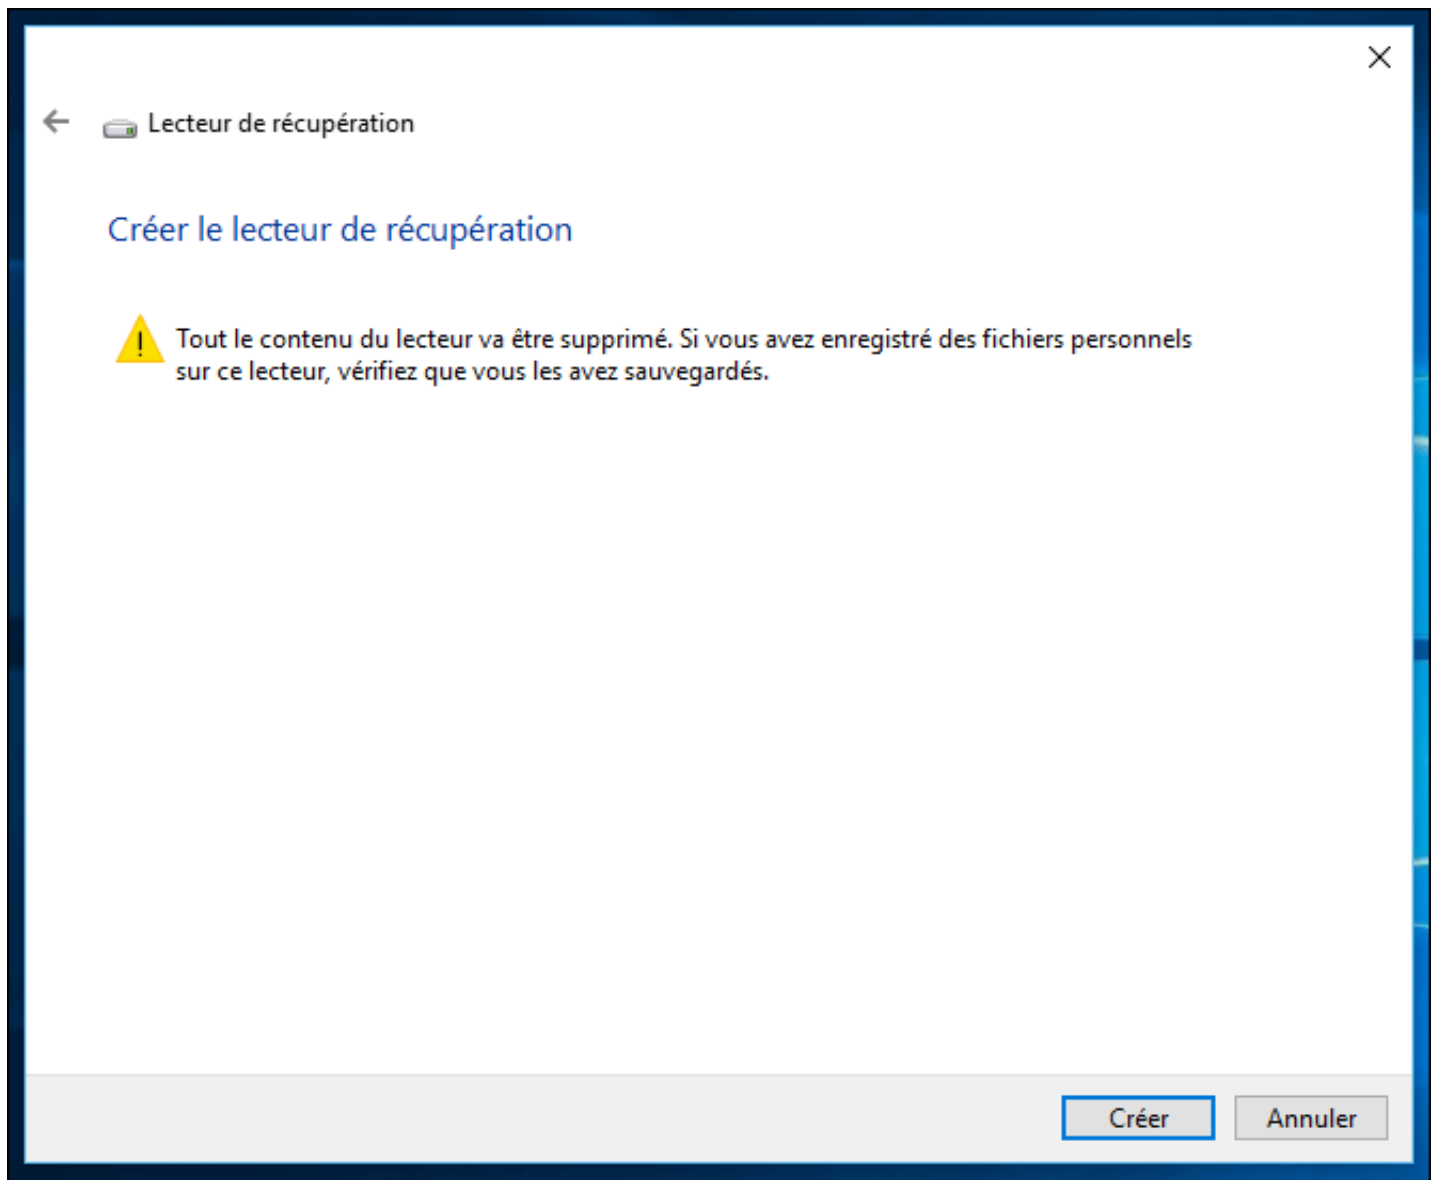 Lecteur de récupération
Créer le lecteur de récupération
Tout le contenu du lecteur va être supprimé. Si vous avez enregistré des fichiers personnels
sur ce lecteur, vérifiez que vous les avez sauvegardés.
Créer
Annuler